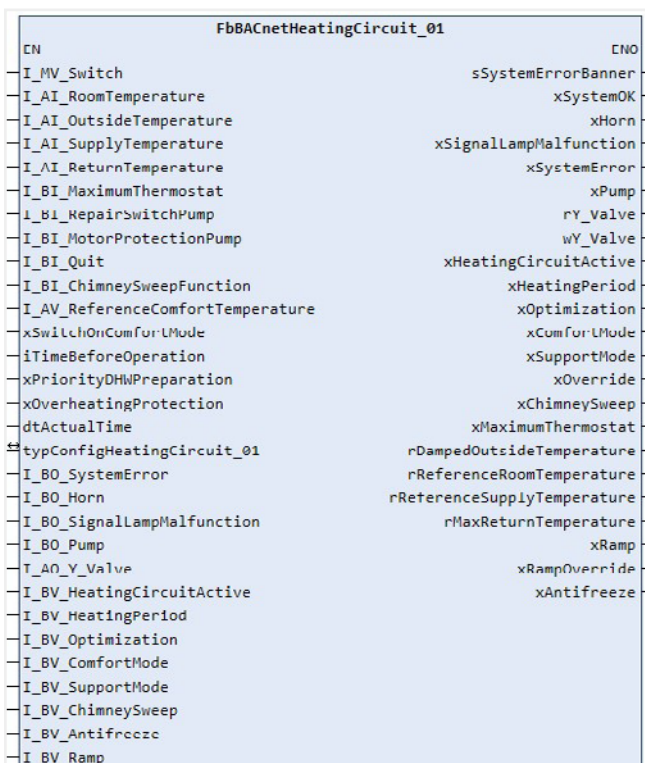 FbBACnetHeatingCircuit_01
EN ENO
I_MV_Switch sSystemErrorBanner
I_AI_RoomTemperature xSystemOK
I_AI_OutsideTemperature xHorn
I_AI_SupplyTemperature xSignalLampMalfunction
I_AI_ReturnTemperature xSystemError
I_BI_MaximumThermostat xPump
I_BI_RepairSwitchPump rY_Valve
I_BI_MotorProtectionPump wY_Valve
I_BI_Quit xHeatingCircuitActive
I_BI_ChimneySweepFunction xHeatingPeriod
I_AV_ReferenceComfortTemperature xOptimization
xSwitchOnComfortMode xComfortMode
iTimeBeforeOperation xSupportMode
xPriorityDHWPreparation xOverride
xOverheatingProtection xChimneySweep
dtActualTime xMaximumThermostat
typConfigHeatingCircuit_01 rDampedOutsideTemperature
I_BO_SystemError rReferenceRoomTemperature
I_BO_Horn rReferenceSupplyTemperature
I_BO_SignalLampMalfunction rMaxReturnTemperature
I_BO_Pump xRamp
I_AO_Y_Valve xRampOverride
I_BV_HeatingCircuitActive xAntifreeze
I_BV_HeatingPeriod
I_BV_Optimization
I_BV_ComfortMode
I_BV_SupportMode
I_BV_ChimneySweep
I_BV_Antifreeze
I_BV_Ramp